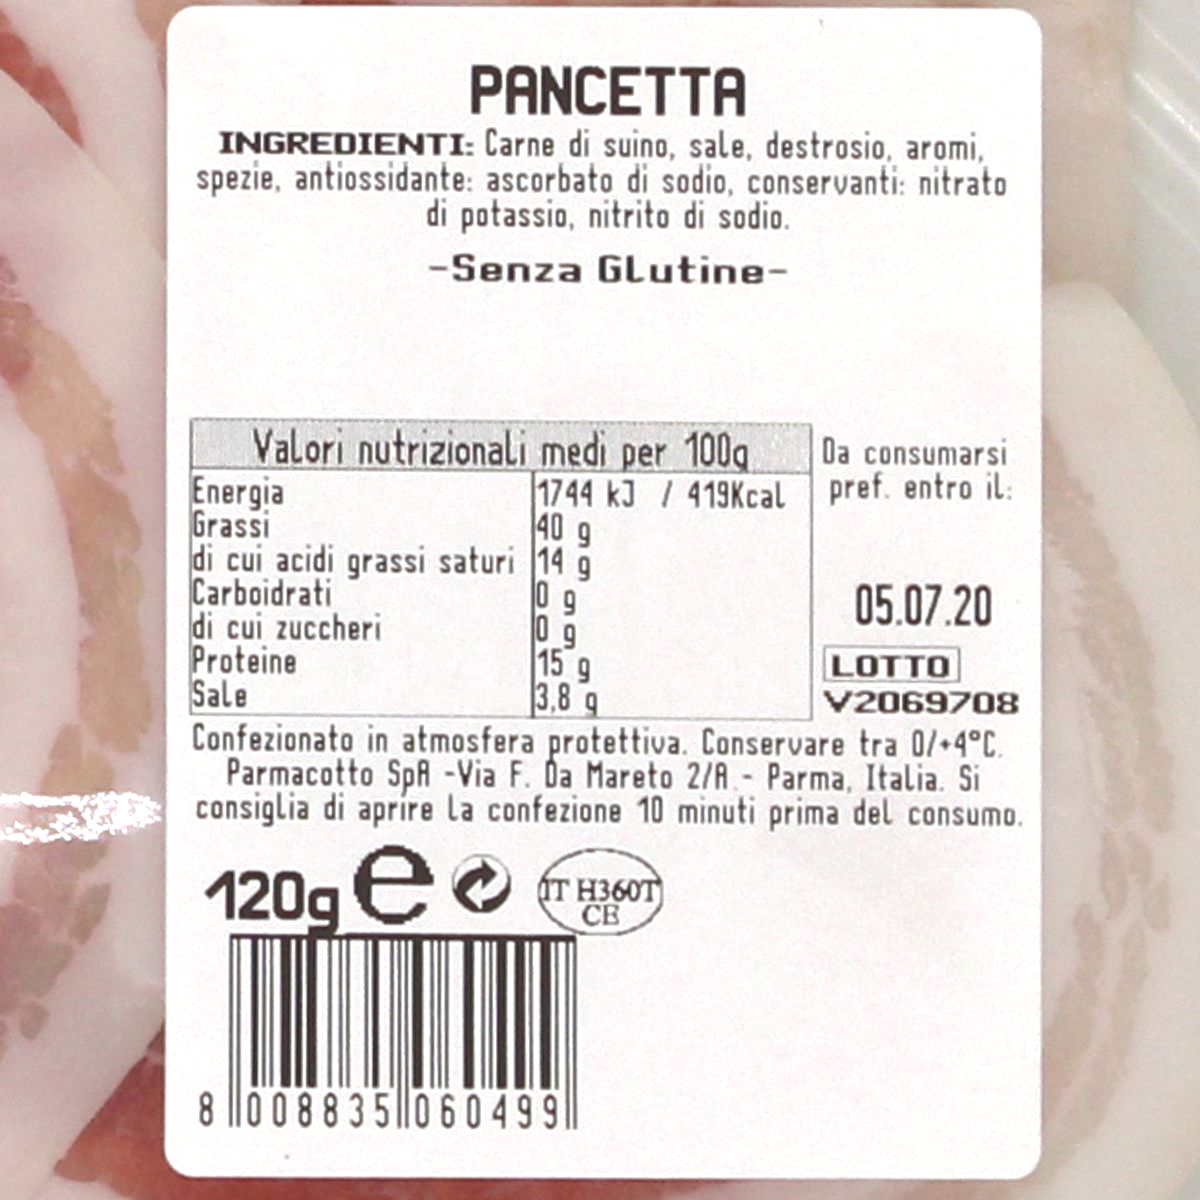 PANCETTA
INGREDIENTI: Carne di suino, sale, destrosio, aromi,
spezie, antiossidante: ascorbato di sodio, conservanti: nitrato
di potassio, nitrito di sodio.
-Senza Glutine-
Valori nutrizionali medi per 100g
Energia 1744 kJ / 419Kcal
Grassi 40 g
di cui acidi grassi saturi 14 g
Carboidrati 0 g
di cui zuccheri 0 g
Proteine 15 g
Sale 3,8 g
Da consumarsi
pref. entro il:
05.07.20
LOTTO
V2069708
Confezionato in atmosfera protettiva. Conservare tra 0/+4°C.
Parmacotto SpA -Via F. Da Mareto 2/A - Parma, Italia. Si
consiglia di aprire la confezione 10 minuti prima del consumo.
120g e
IT H360T
CE
8 008835 060499